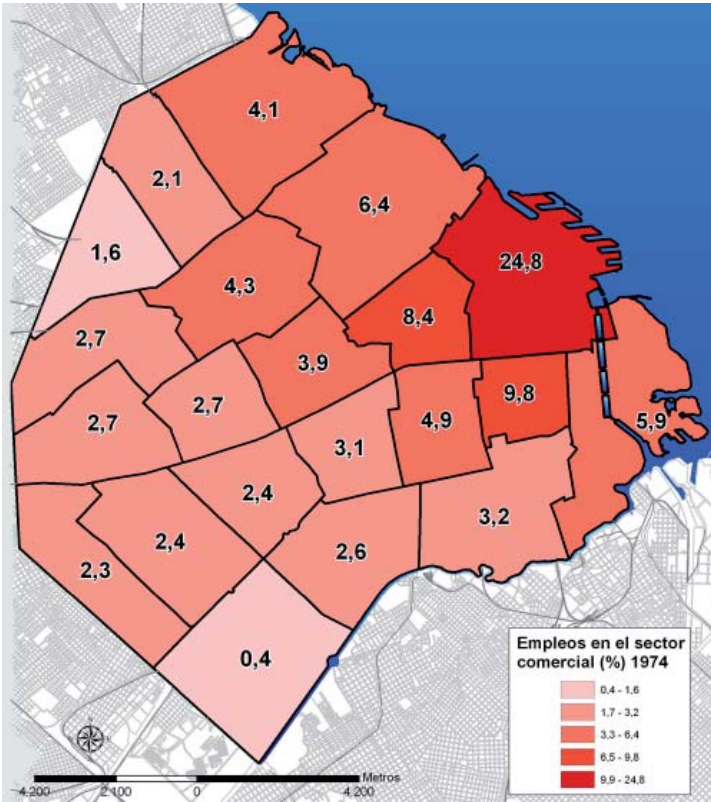 4,1
2,1
6,4
1,6
24,8
4,3
8,4
2,7
3,9
9,8
2,7
2,7
4,9
5,9
3,1
2,4
3,2
2,4
2,6
2,3
0,4
Empleos en el sector
comercial (%) 1974
0,4 - 1,6
1,7 - 3,2
3,3 - 6,4
6,5 - 9,8
9,9 - 24,8
Metros
4.200 2.100 0 4.200